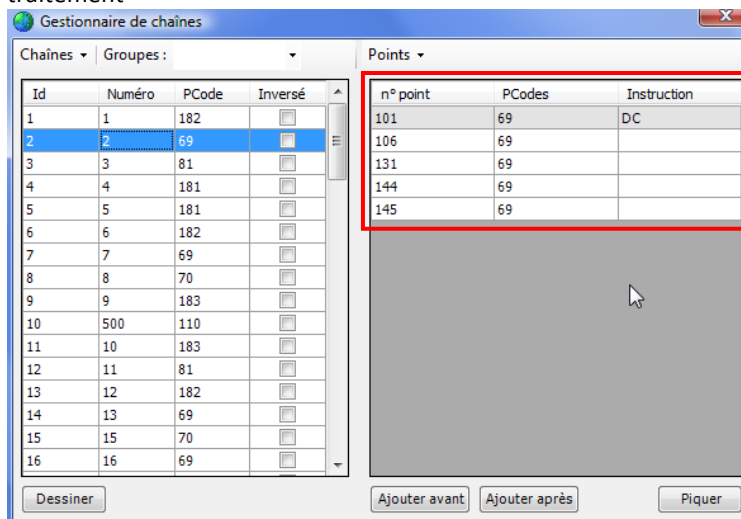 traitement
Gestionnaire de chaînes
Chaînes Groupes : Points
Id Numéro PCode Inversé
1 1 182
2 2 69
3 3 81
4 4 181
5 5 181
6 6 182
7 7 69
8 8 70
9 9 183
10 500 110
11 10 183
12 11 81
13 12 182
14 13 69
15 15 70
16 16 69
n° point PCodes Instruction
101 69 DC
106 69
131 69
144 69
145 69
Dessiner Ajouter avant Ajouter après Piquer